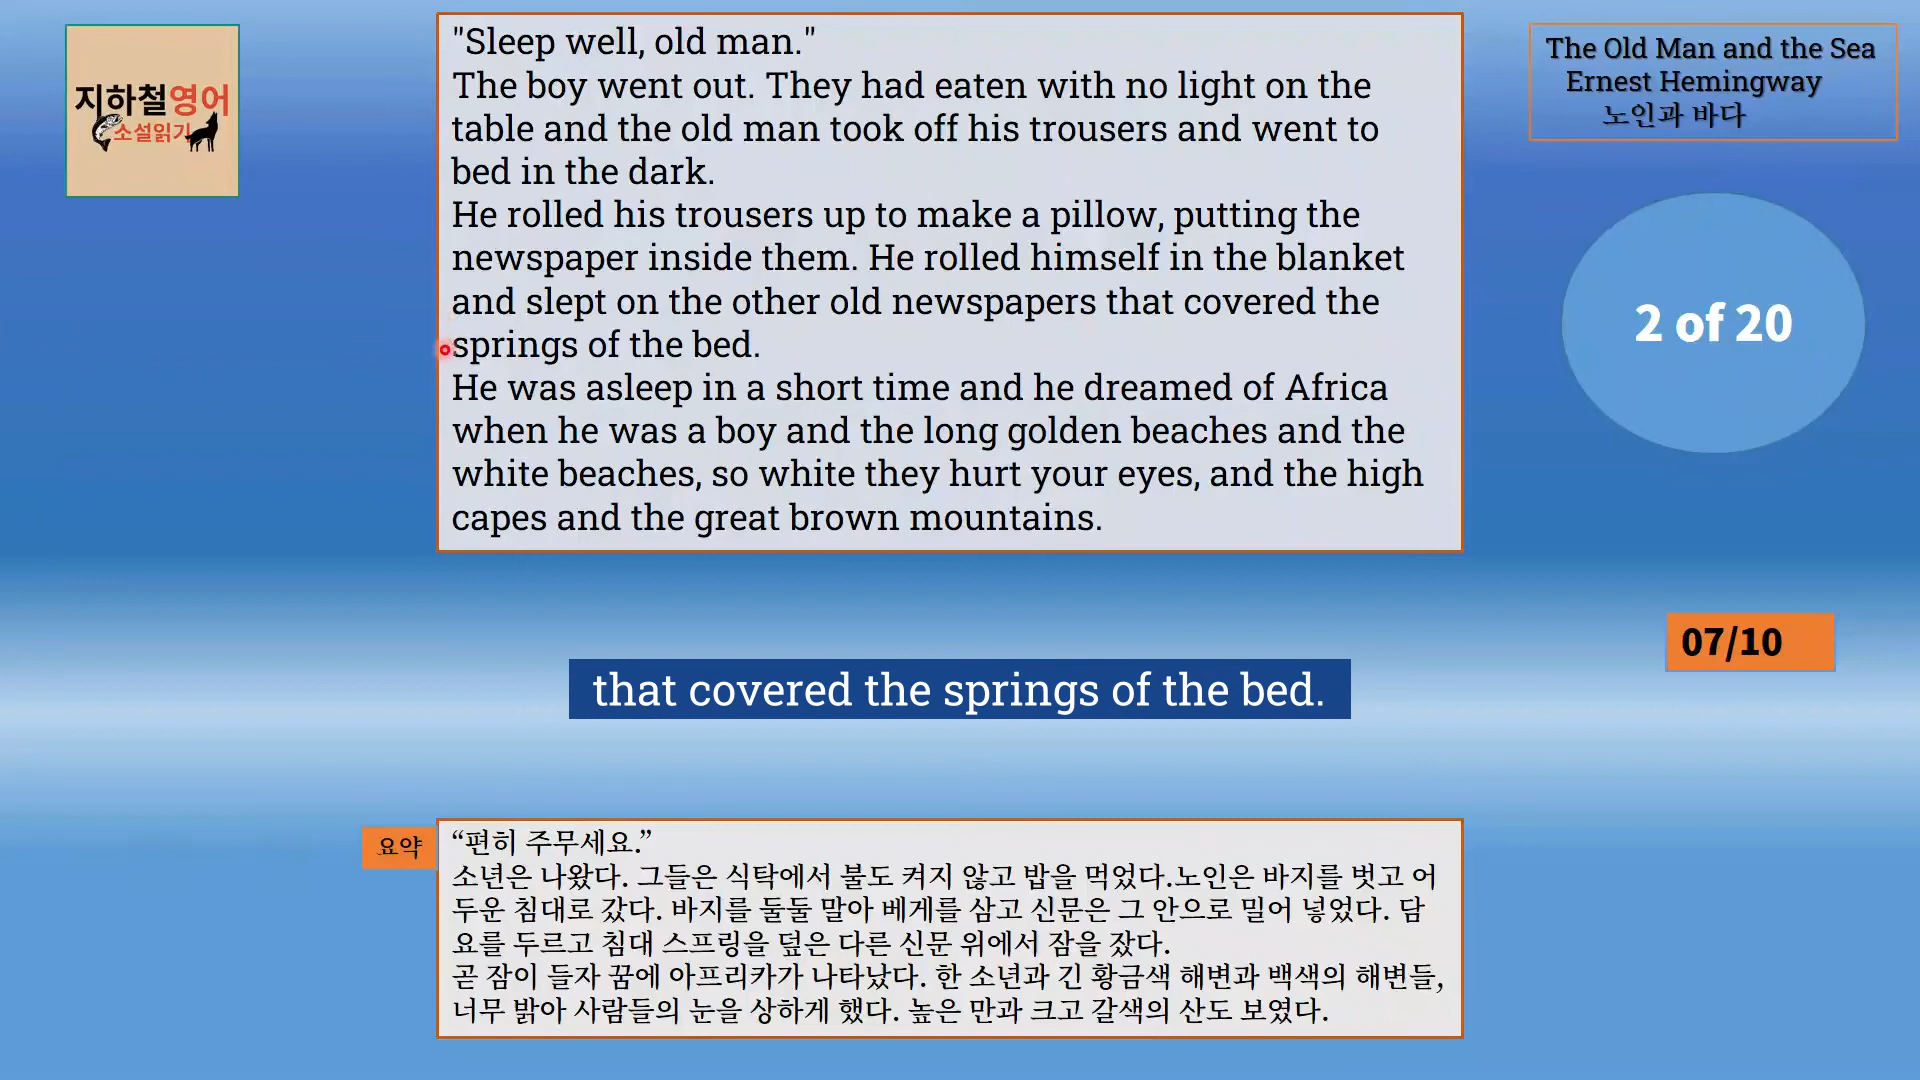 지하철영어
소설읽기
"Sleep well, old man."
The boy went out. They had eaten with no light on the
table and the old man took off his trousers and went to
bed in the dark.
He rolled his trousers up to make a pillow, putting the
newspaper inside them. He rolled himself in the blanket
and slept on the other old newspapers that covered the
springs of the bed.
He was asleep in a short time and he dreamed of Africa
when he was a boy and the long golden beaches and the
white beaches, so white they hurt your eyes, and the high
capes and the great brown mountains.
The Old Man and the Sea
Ernest Hemingway
노인과 바다
2 of 20
07/10
that covered the springs of the bed.
요약
“편히 주무세요.”
소년은 나왔다. 그들은 식탁에서 불도 켜지 않고 밥을 먹었다.노인은 바지를 벗고 어
두운 침대로 갔다. 바지를 둘둘 말아 베게를 삼고 신문은 그 안으로 밀어 넣었다. 담
요를 두르고 침대 스프링을 덮은 다른 신문 위에서 잠을 잤다.
곧 잠이 들자 꿈에 아프리카가 나타났다. 한 소년과 긴 황금색 해변과 백색의 해변들,
너무 밝아 사람들의 눈을 상하게 했다. 높은 만과 크고 갈색의 산도 보였다.